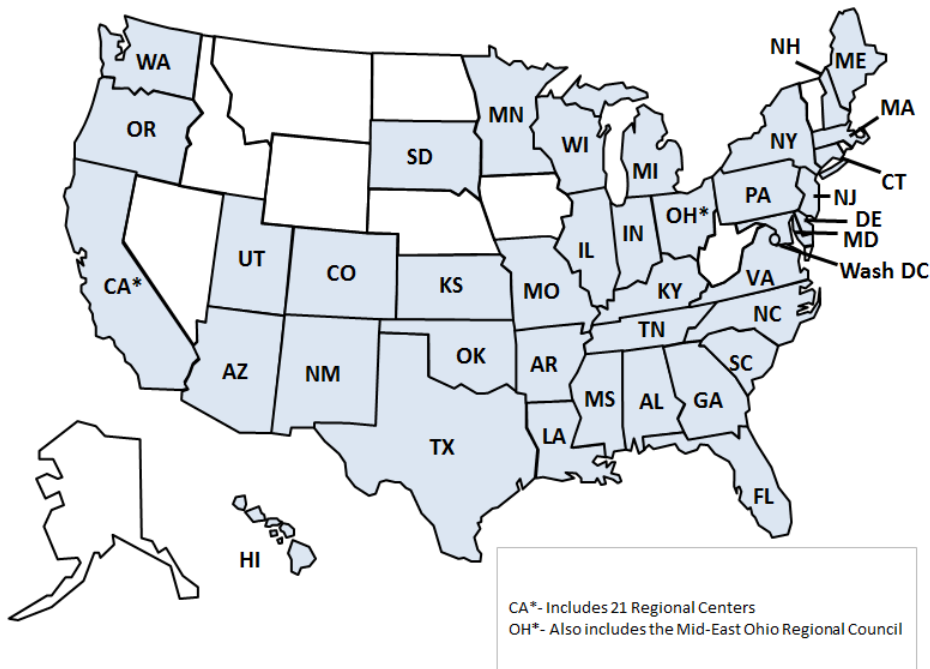 NH
ME
WA
MN
MA
OR
NY
WI
SD
MI
CT
PA
NJ
OH*
DE
IN
MD
UT
IL
CO
Wash DC
VA
CA*
KS
MO
KY
NC
TN
OK
AR
SC
AZ
NM
MS
AL
GA
LA
TX
FL
HI
CA*- Includes 21 Regional Centers
OH*- Also includes the Mid-East Ohio Regional Council